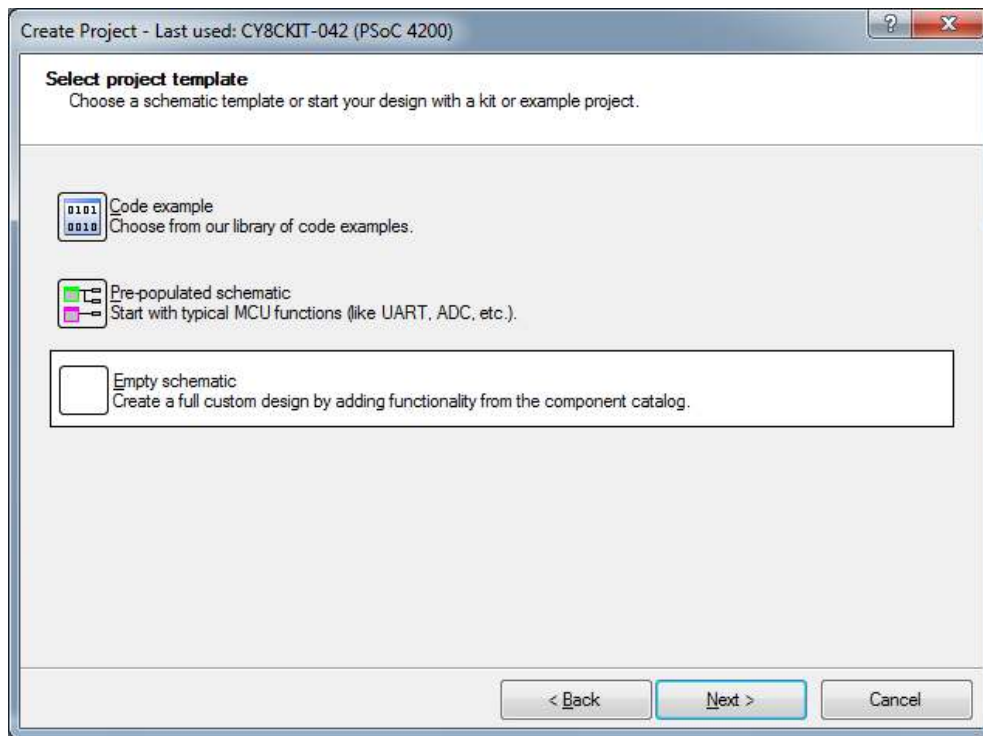 Create Project - Last used: CY8CKIT-042 (PSoC 4200)
?
X
Select project template
Choose a schematic template or start your design with a kit or example project.
0101
0010
Code example
Choose from our library of code examples.
Pre-populated schematic
Start with typical MCU functions (like UART, ADC, etc.).
Empty schematic
Create a full custom design by adding functionality from the component catalog.
< Back
Next >
Cancel